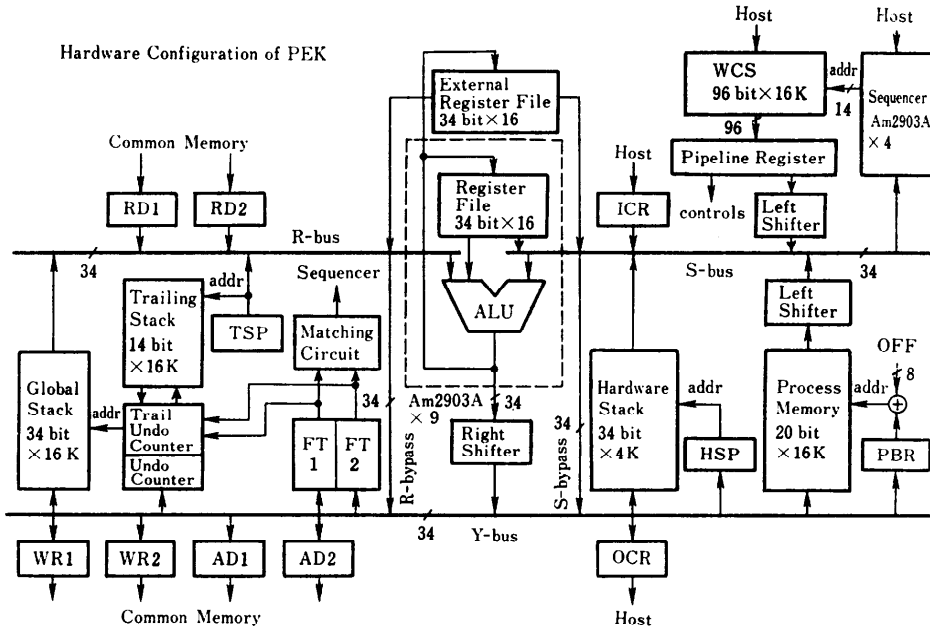 Hardware Configuration of PEK
Host
Host
WCS
96 bit×16K
addr
14
Sequencer
Am2903A
×4
External
Register File
34 bit×16
96
Pipeline Register
Common Memory
Host
RD1
RD2
Register
File
34 bit×16
ICR
controls
Left
Shifter
R-bus
34
S-bus
34
addr
Sequencer
ALU
Left
Shifter
Trailing
Stack
14
bit
×16K
TSP
Matching
Circuit
OFF
8
Global
Stack
34
bit
×16K
addr
Trail
Undo
Counter
Undo
Counter
FT
1
FT
2
34
R-bypass
Am2903A
×9
34
Right
Shifter
34
S-bypass
Hardware
Stack
34
bit
×4K
addr
HSP
Process
Memory
20
bit
×16K
addr
PBR
34
Y-bus
WR1
WR2
AD1
AD2
OCR
Common Memory
Host